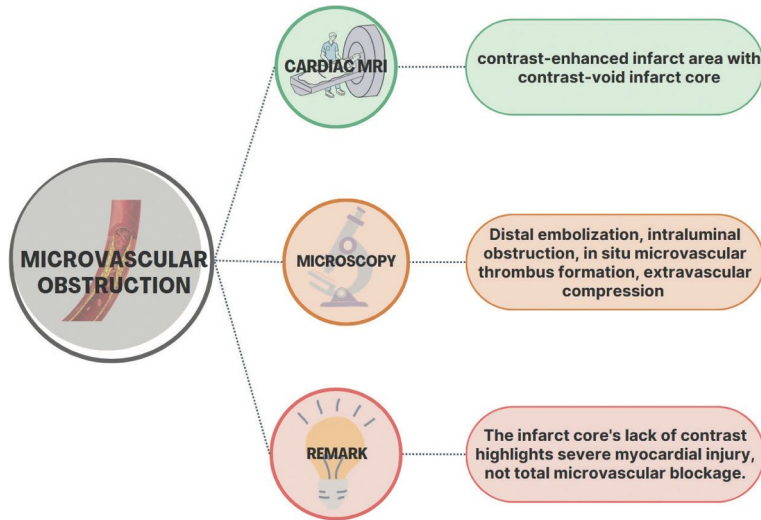 CARDIAC MRI
contrast-enhanced infarct area with
contrast-void infarct core
MICROVASCULAR
OBSTRUCTION
MICROSCOPY
Distal embolization, intraluminal
obstruction, in situ microvascular
thrombus formation, extravascular
compression
REMARK
The infarct core's lack of contrast
highlights severe myocardial injury,
not total microvascular blockage.